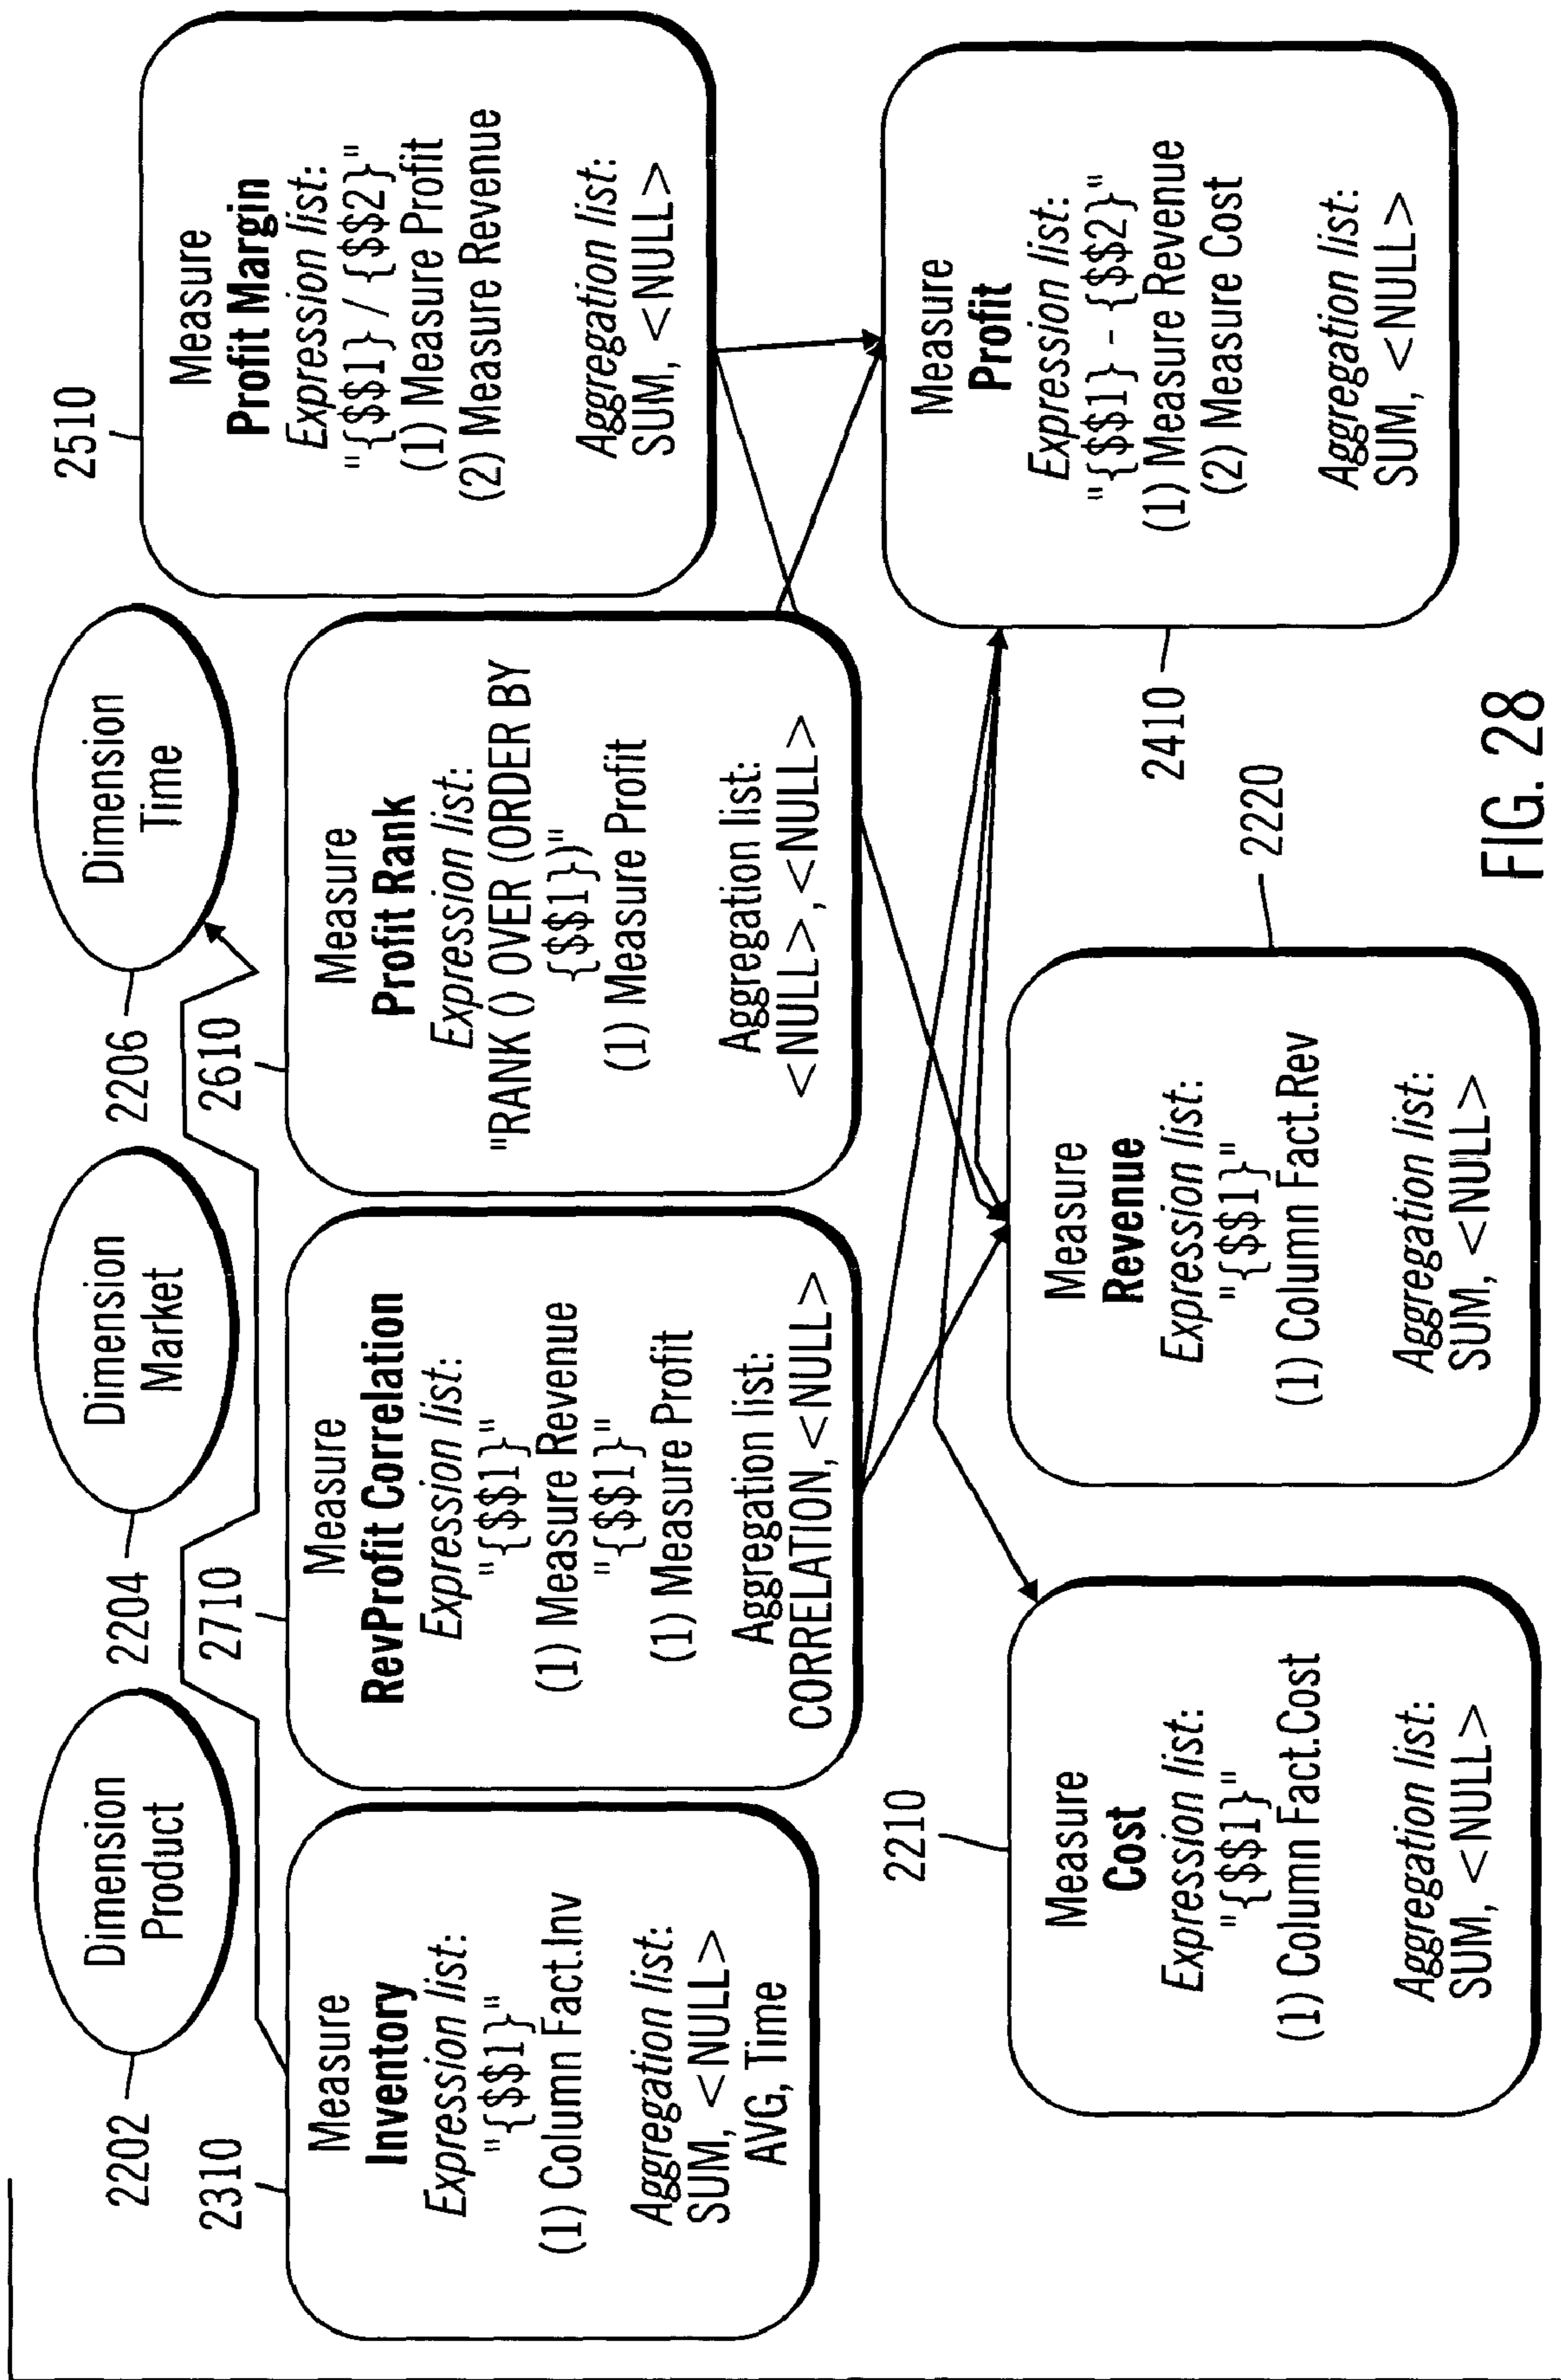 2202
Dimension
Product
2204
Dimension
Market
2206
Dimension
Time
2310
Measure
Inventory
Expression list:
"{$$1}"
(1) Column Fact.Inv
Aggregation list:
SUM, <NULL>
AVG, Time
2710
Measure
RevProfit Correlation
Expression list:
"{$$1}"
(1) Measure Revenue
"{$$1}"
(1) Measure Profit
Aggregation list:
CORRELATION, <NULL>
2610
Measure
Profit Rank
Expression list:
"RANK () OVER (ORDER BY
{$$1})"
(1) Measure Profit
Aggregation list:
<NULL>,<NULL>
2510
Measure
Profit Margin
Expression list:
"{$$1} / {$$2}"
(1) Measure Profit
(2) Measure Revenue
Aggregation list:
SUM, <NULL>
2210
Measure
Cost
Expression list:
"{$$1}"
(1) Column Fact.Cost
Aggregation list:
SUM, <NULL>
2220
Measure
Revenue
Expression list:
"{$$1}"
(1) Column Fact.Rev
Aggregation list:
SUM, <NULL>
2410
Measure
Profit
Expression list:
"{$$1} - {$$2}"
(1) Measure Revenue
(2) Measure Cost
Aggregation list:
SUM, <NULL>
FIG. 28